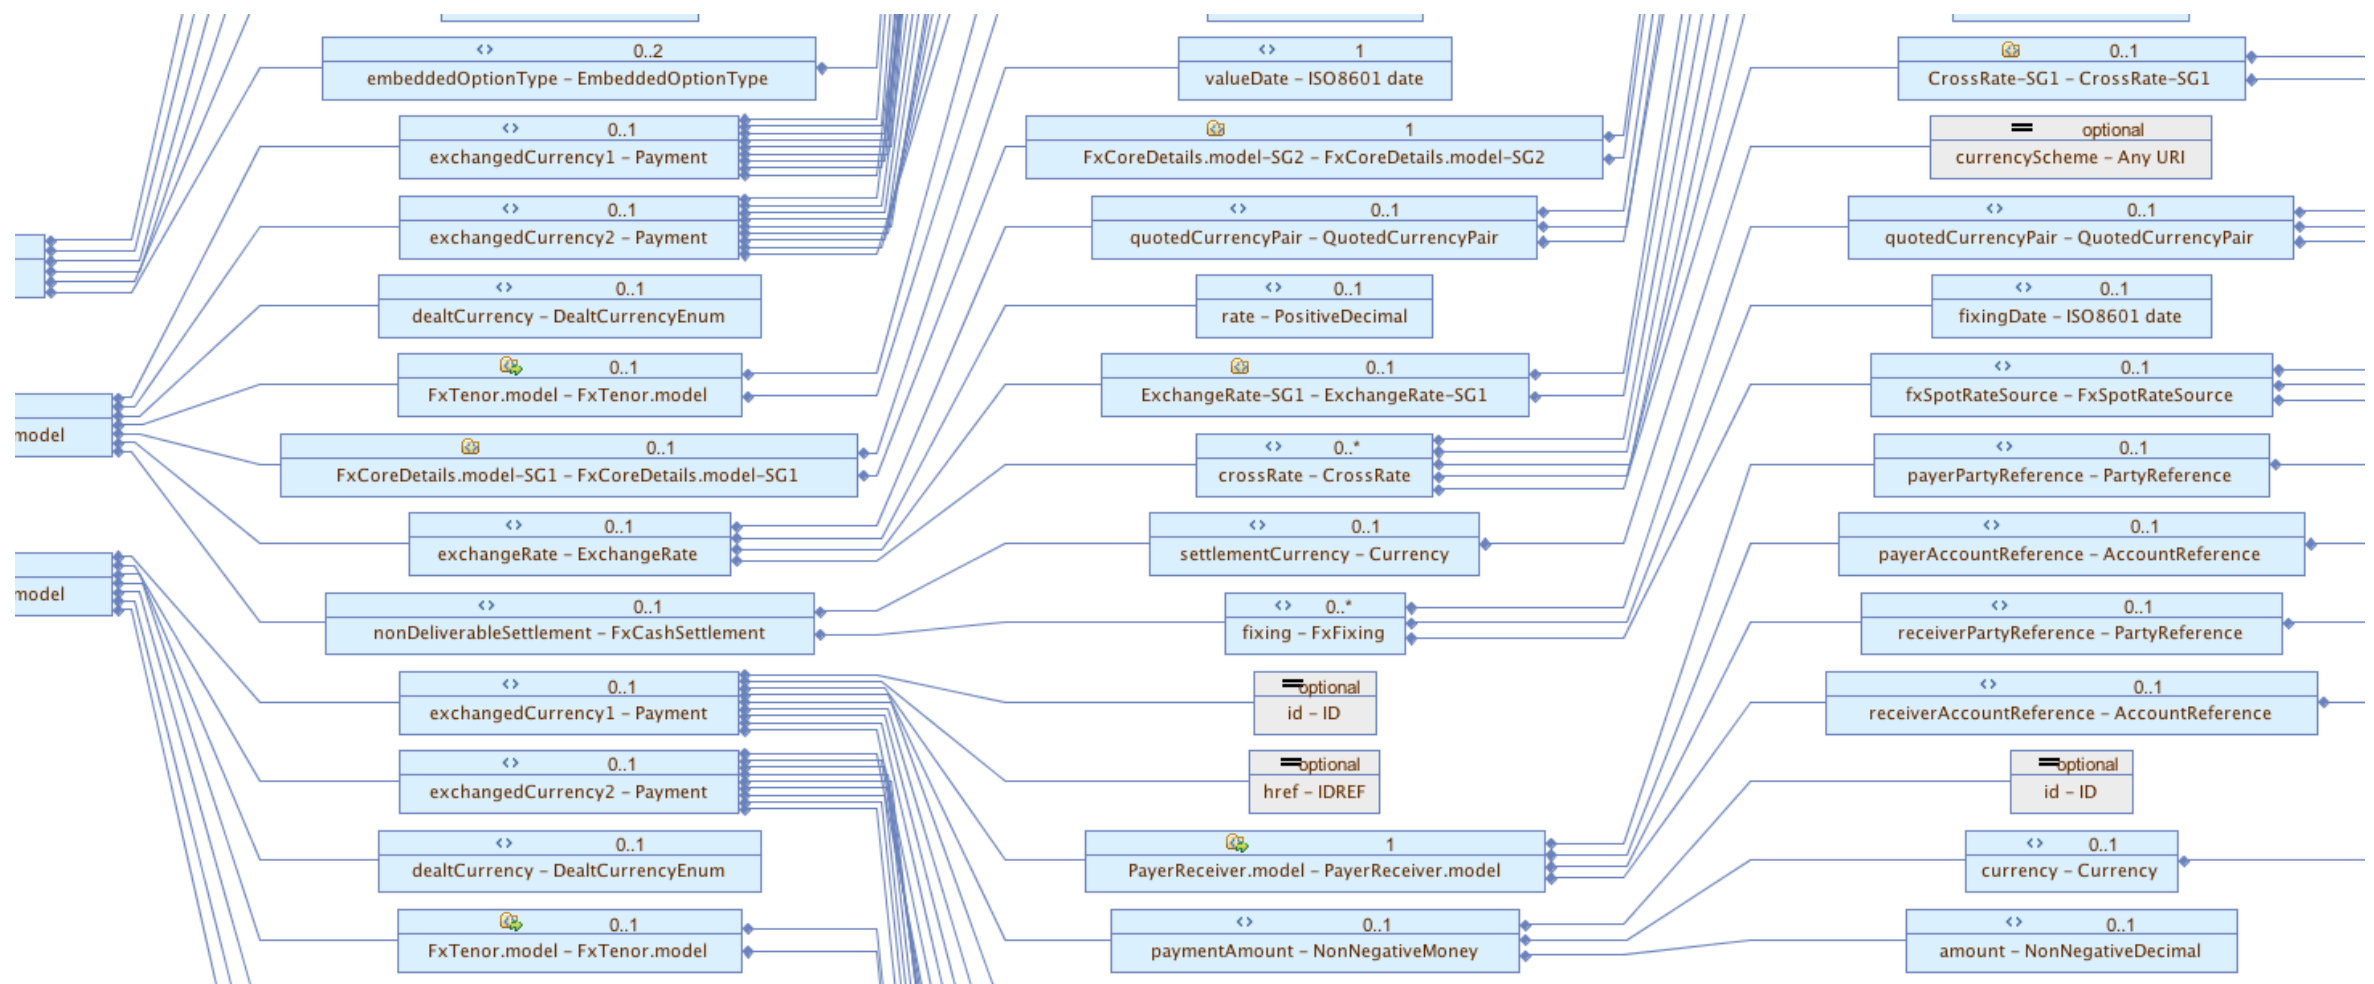 0..2
embeddedOptionType – EmbeddedOptionType
0..1
exchangedCurrency1 – Payment
0..1
exchangedCurrency2 – Payment
0..1
dealtCurrency – DealtCurrencyEnum
0..1
FxTenor.model – FxTenor.model
model
0..1
FxCoreDetails.model-SG1 – FxCoreDetails.model-SG1
0..1
exchangeRate – ExchangeRate
model
0..1
nonDeliverableSettlement – FxCashSettlement
0..1
exchangedCurrency1 – Payment
0..1
exchangedCurrency2 – Payment
0..1
dealtCurrency – DealtCurrencyEnum
0..1
FxTenor.model – FxTenor.model
1
valueDate – ISO8601 date
1
FxCoreDetails.model-SG2 – FxCoreDetails.model-SG2
0..1
quotedCurrencyPair – QuotedCurrencyPair
0..1
rate – PositiveDecimal
0..1
ExchangeRate-SG1 – ExchangeRate-SG1
0..*
crossRate – CrossRate
0..1
settlementCurrency – Currency
0..*
fixing – FxFixing
optional
id – ID
optional
href – IDREF
1
PayerReceiver.model – PayerReceiver.model
0..1
paymentAmount – NonNegativeMoney
0..1
CrossRate-SG1 – CrossRate-SG1
optional
currencyScheme – Any URI
0..1
quotedCurrencyPair – QuotedCurrencyPair
0..1
fixingDate – ISO8601 date
0..1
fxSpotRateSource – FxSpotRateSource
0..1
payerPartyReference – PartyReference
0..1
payerAccountReference – AccountReference
0..1
receiverPartyReference – PartyReference
0..1
receiverAccountReference – AccountReference
optional
id – ID
0..1
currency – Currency
0..1
amount – NonNegativeDecimal